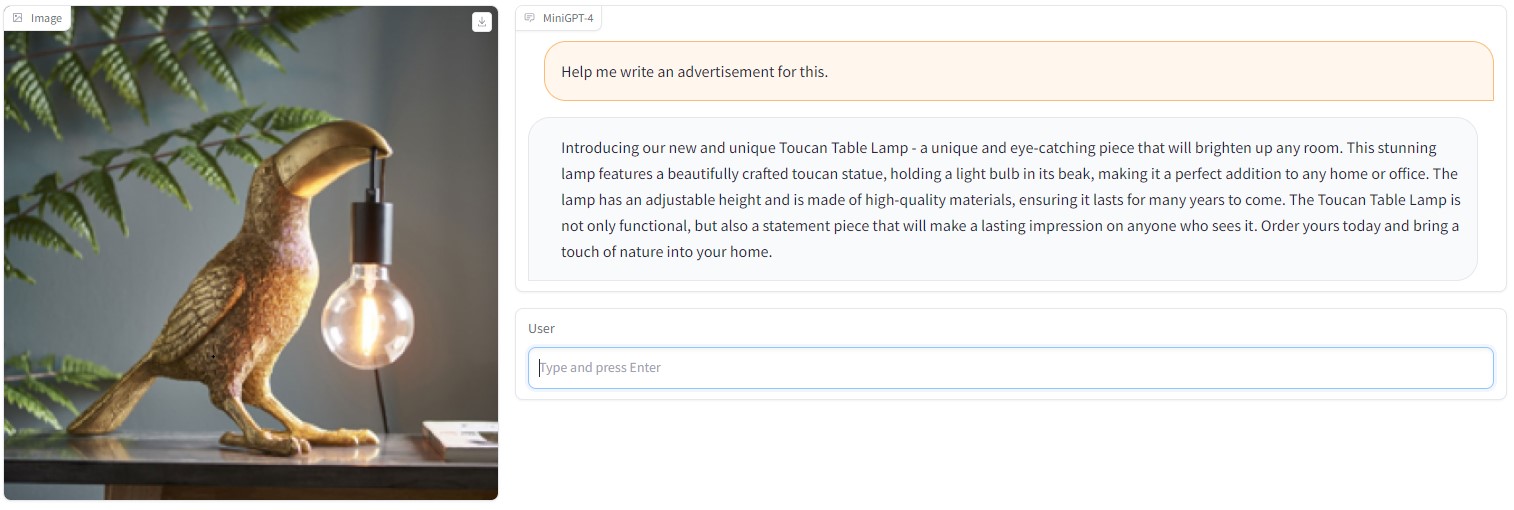 Image
MiniGPT-4
Help me write an advertisement for this.
Introducing our new and unique Toucan Table Lamp - a unique and eye-catching piece that will brighten up any room. This stunning
lamp features a beautifully crafted toucan statue, holding a light bulb in its beak, making it a perfect addition to any home or office. The
lamp has an adjustable height and is made of high-quality materials, ensuring it lasts for many years to come. The Toucan Table Lamp is
not only functional, but also a statement piece that will make a lasting impression on anyone who sees it. Order yours today and bring a
touch of nature into your home.
User
Type and press Enter